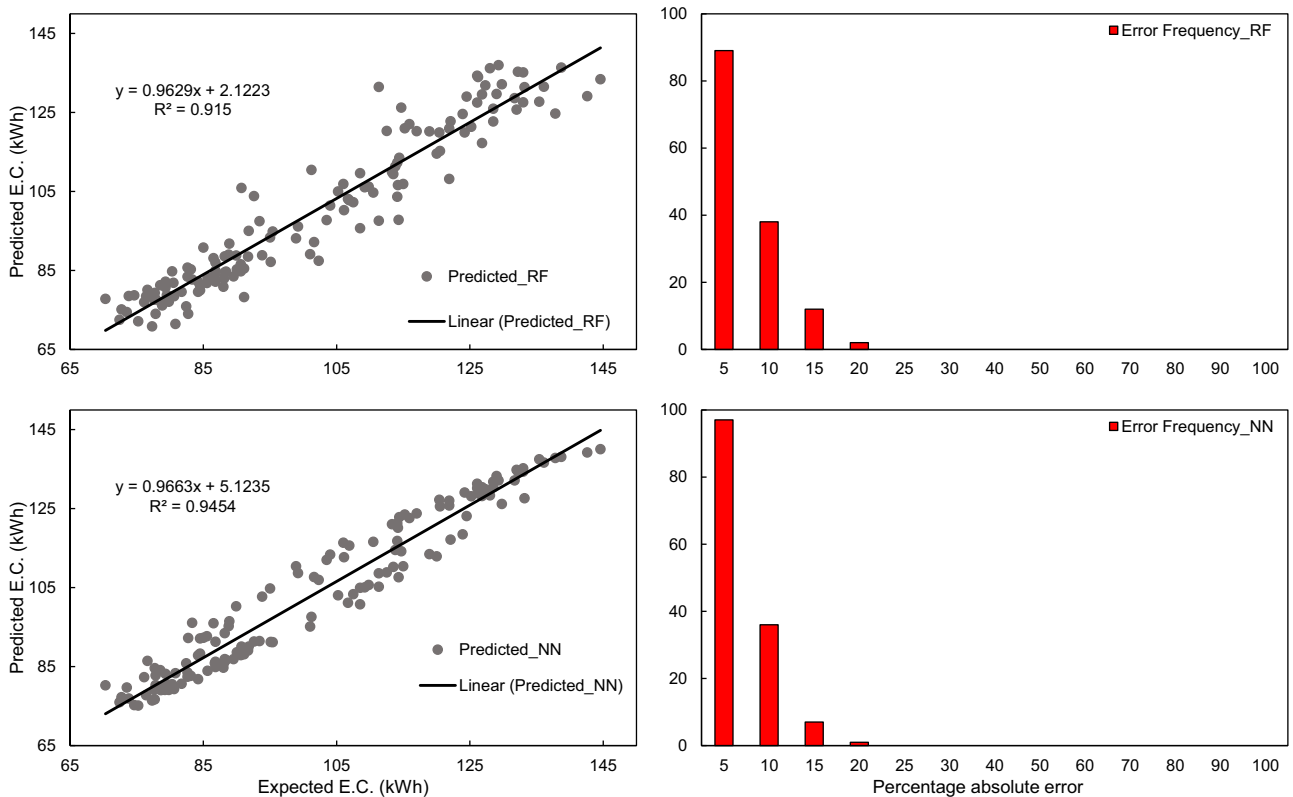 Predicted E.C. (kWh)
145
125
105
85
65
y = 0.9629x + 2.1223
R² = 0.915
Predicted_RF
Linear (Predicted_RF)
65 85 105 125 145
100
80
60
40
20
0
Error Frequency_RF
5 10 15 20 25 30 40 50 60 70 80 90 100
Predicted E.C. (kWh)
145
125
105
85
65
y = 0.9663x + 5.1235
R² = 0.9454
Predicted_NN
Linear (Predicted_NN)
65 85 105 125 145
Expected E.C. (kWh)
100
80
60
40
20
0
Error Frequency_NN
5 10 15 20 25 30 40 50 60 70 80 90 100
Percentage absolute error